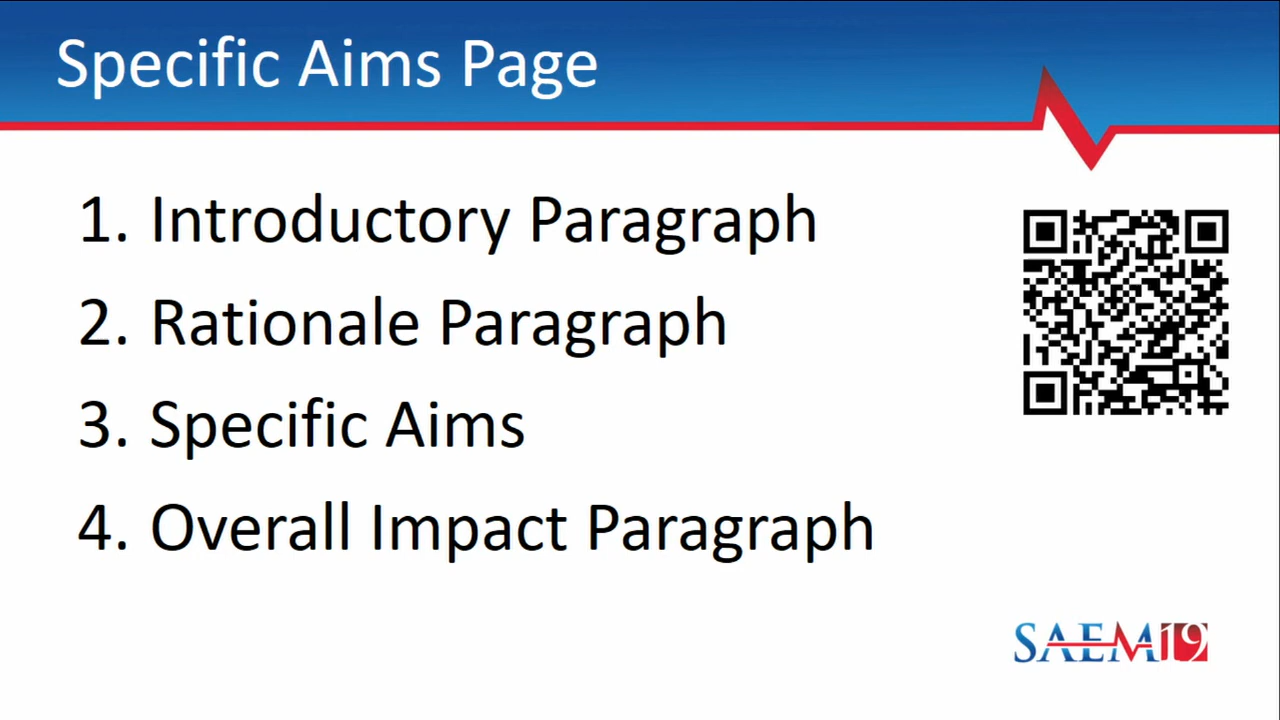 Specific Aims Page
1. Introductory Paragraph
2. Rationale Paragraph
3. Specific Aims
4. Overall Impact Paragraph
SAEM19